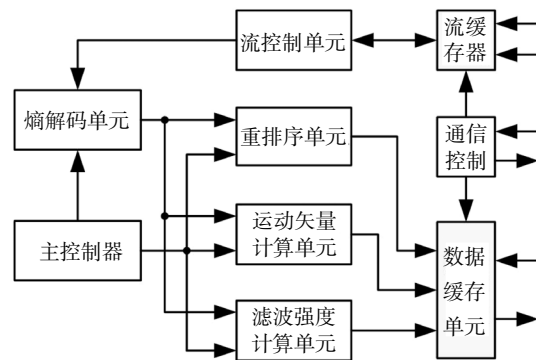 流控制单元
流缓
存器
熵解码单元
重排序单元
通信
控制
主控制器
运动矢量
计算单元
数据
缓存
单元
滤波强度
计算单元